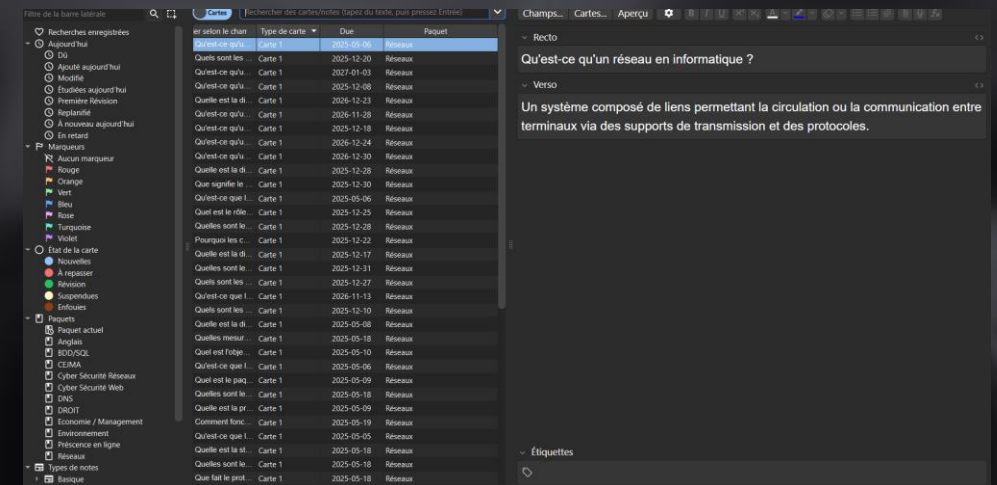 Filtre de la barre latérale
Recherches enregistrées
Aujourd'hui
Dû
Ajouté aujourd'hui
Modifié
Étudiées aujourd'hui
Première Révision
Replanifié
À nouveau aujourd'hui
En retard
Marqueurs
Aucun marqueur
Rouge
Orange
Vert
Bleu
Rose
Turquoise
Violet
État de la carte
Nouvelles
À repasser
Révision
Suspendues
Enfouies
Paquets
Paquet actuel
Anglais
BDD/SQL
CEJMA
Cyber Sécurité Réseaux
Cyber Sécurité Web
DNS
DROIT
Economie / Management
Environnement
Préscence en ligne
Réseaux
Types de notes
Basique
Cartes Rechercher des cartes/notes (tapez du texte, puis pressez Entrée)
er selon le chan Type de carte Due Paquet
Qu'est-ce qu'u... Carte 1 2025-05-06 Réseaux
Quels sont les ... Carte 1 2025-12-20 Réseaux
Qu'est-ce qu'u... Carte 1 2027-01-03 Réseaux
Qu'est-ce qu'u... Carte 1 2025-12-08 Réseaux
Quelle est la di... Carte 1 2026-12-23 Réseaux
Qu'est-ce qu'u... Carte 1 2026-11-28 Réseaux
Qu'est-ce qu'u... Carte 1 2025-12-18 Réseaux
Qu'est-ce qu'u... Carte 1 2026-12-24 Réseaux
Qu'est-ce qu'u... Carte 1 2026-12-30 Réseaux
Quelle est la di... Carte 1 2025-12-28 Réseaux
Que signifie le ... Carte 1 2025-12-30 Réseaux
Qu'est-ce que l... Carte 1 2025-05-06 Réseaux
Quel est le rôle... Carte 1 2025-12-25 Réseaux
Quelles sont le... Carte 1 2025-12-28 Réseaux
Pourquoi les c... Carte 1 2025-12-22 Réseaux
Quelle est la di... Carte 1 2025-12-17 Réseaux
Quelles sont le... Carte 1 2025-12-31 Réseaux
Quels sont les ... Carte 1 2025-12-27 Réseaux
Qu'est-ce que l... Carte 1 2026-11-13 Réseaux
Quels sont les ... Carte 1 2025-12-10 Réseaux
Quelle est la di... Carte 1 2025-05-08 Réseaux
Quelles mesur... Carte 1 2025-05-18 Réseaux
Quel est l'obje... Carte 1 2025-05-10 Réseaux
Qu'est-ce que l... Carte 1 2025-05-06 Réseaux
Quel est le paq... Carte 1 2025-05-09 Réseaux
Quelles sont le... Carte 1 2025-05-18 Réseaux
Quelle est la pr... Carte 1 2025-05-09 Réseaux
Comment fonc... Carte 1 2025-05-19 Réseaux
Qu'est-ce que l... Carte 1 2025-05-05 Réseaux
Quelle est la st... Carte 1 2025-05-18 Réseaux
Quelles sont le... Carte 1 2025-05-18 Réseaux
Que fait le prot... Carte 1 2025-05-18 Réseaux
Champs... Cartes... Aperçu
Recto
Qu'est-ce qu'un réseau en informatique ?
Verso
Un système composé de liens permettant la circulation ou la communication entre
terminaux via des supports de transmission et des protocoles.
Étiquettes